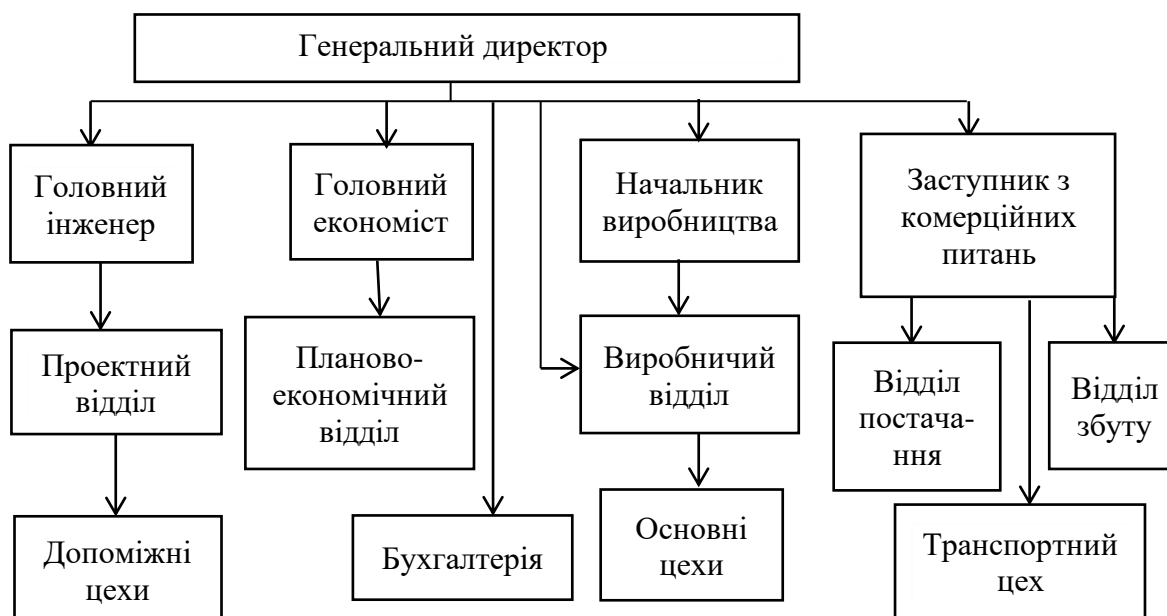 Генеральний директор
Головний
інженер
Головний
економіст
Начальник
виробництва
Заступник з
комерційних
питань
Проектний
відділ
Планово-
економічний
відділ
Виробничий
відділ
Відділ
постача-
ння
Відділ
збуту
Допоміжні
цехи
Бухгалтерія
Основні
цехи
Транспортний
цех